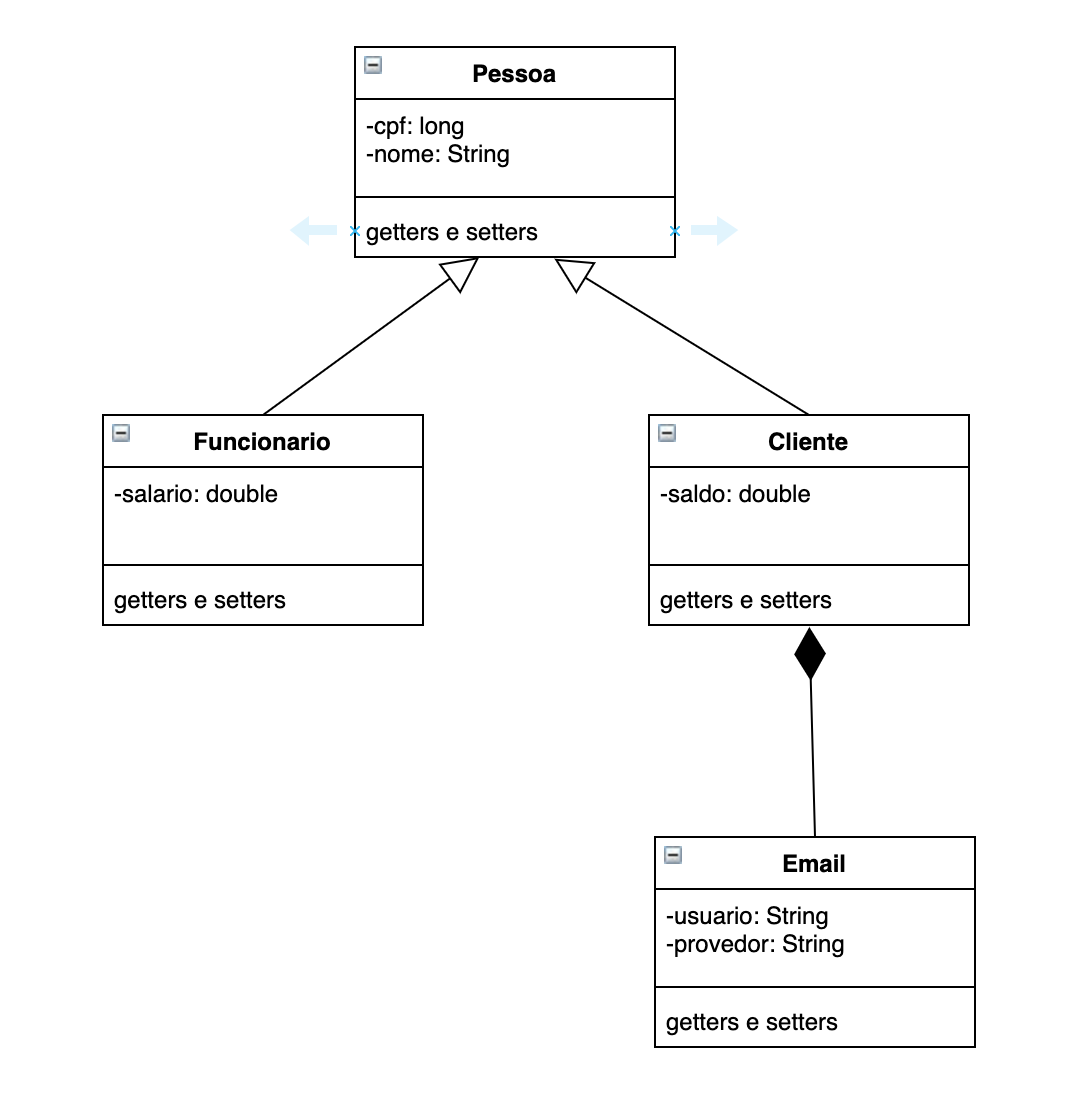 Pessoa
-cpf: long
-nome: String
getters e setters
Funcionario
-salario: double
getters e setters
Cliente
-saldo: double
getters e setters
Email
-usuario: String
-provedor: String
getters e setters